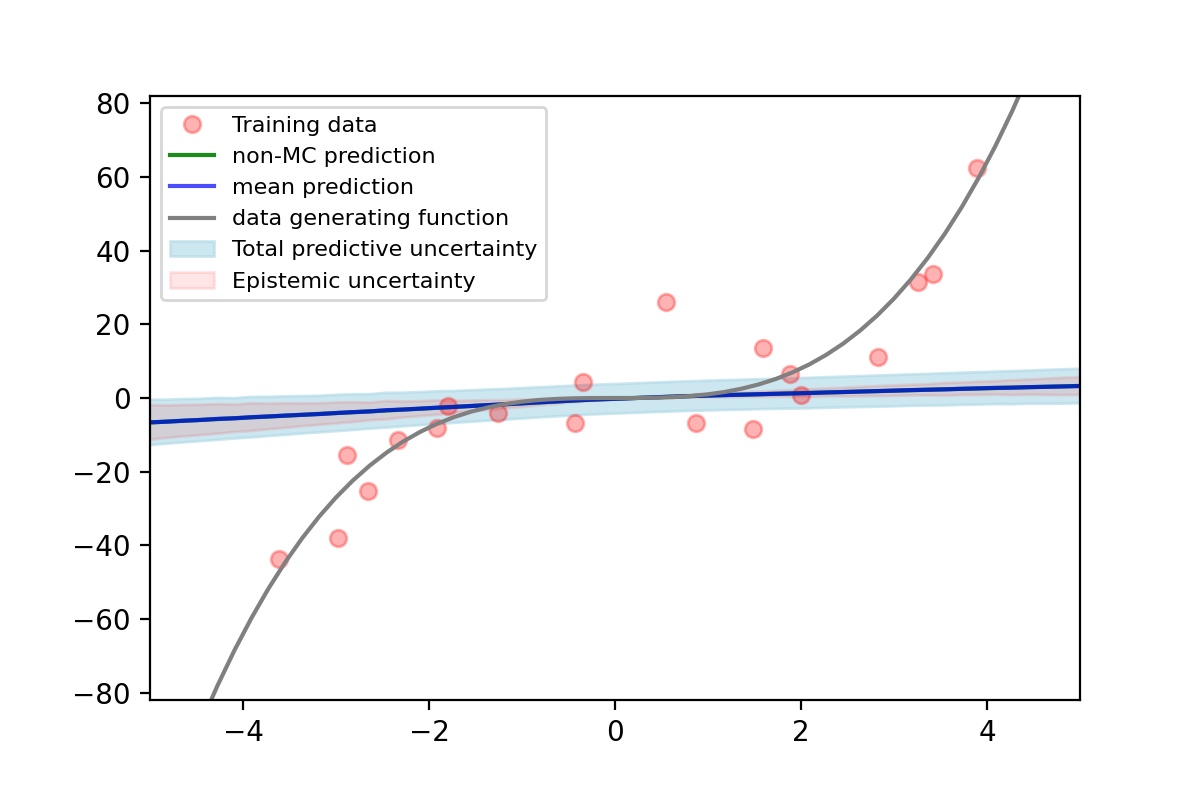 80
60
40
20
0
−20
−40
−60
−80
Training data
non-MC prediction
mean prediction
data generating function
Total predictive uncertainty
Epistemic uncertainty
−4 −2 0 2 4